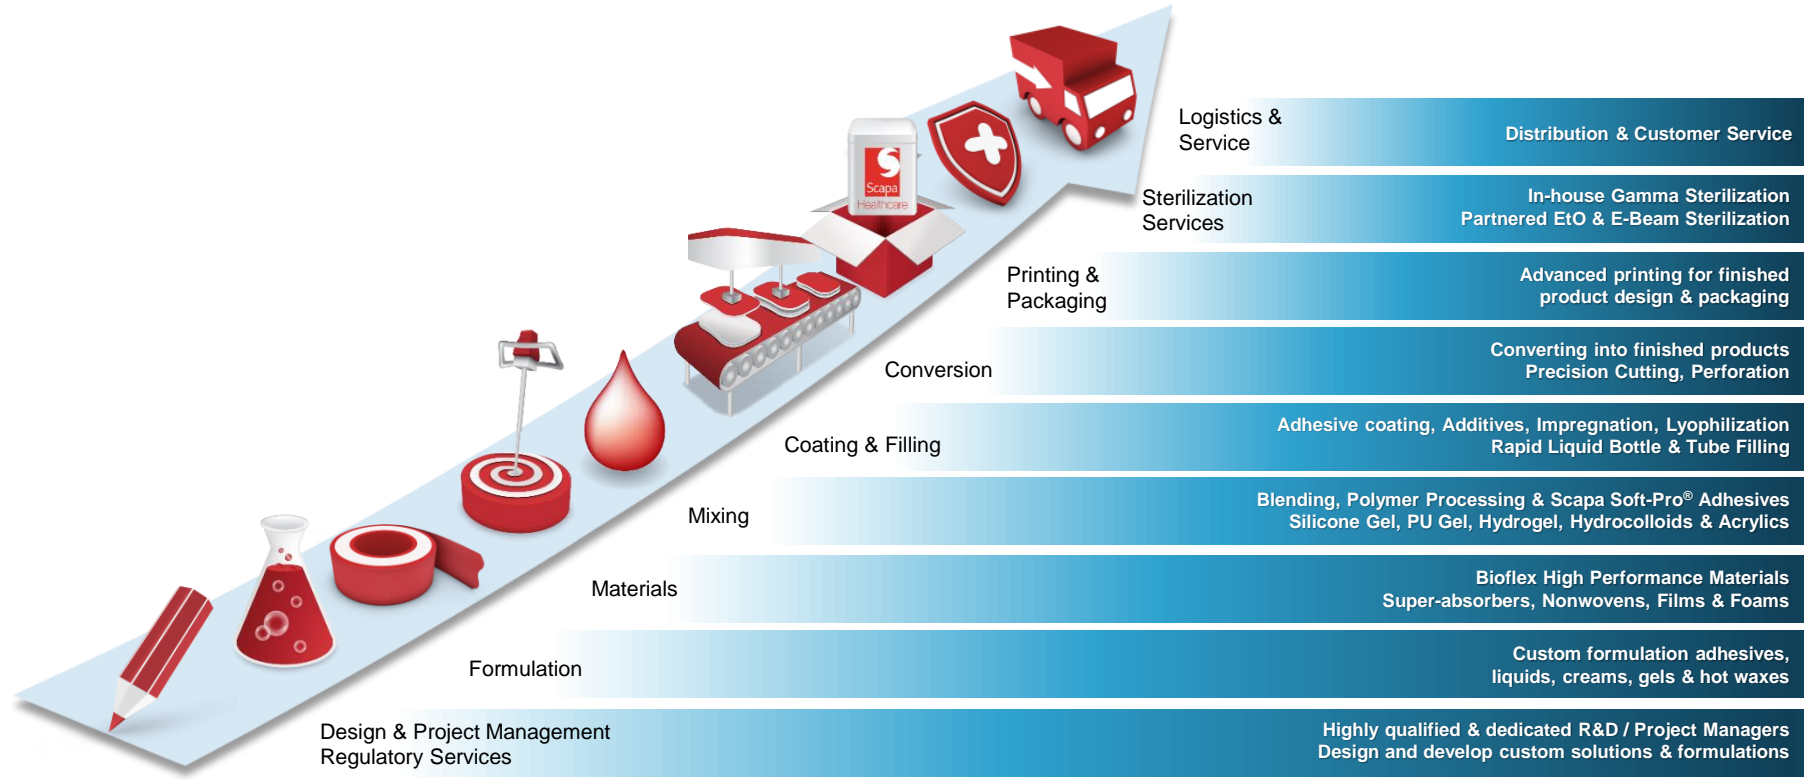 Logistics &
Service
Distribution & Customer Service
Scapa
Healthcare
Sterilization
Services
In-house Gamma Sterilization
Partnered EtO & E-Beam Sterilization
Printing &
Packaging
Advanced printing for finished
product design & packaging
Conversion
Converting into finished products
Precision Cutting, Perforation
Coating & Filling
Adhesive coating, Additives, Impregnation, Lyophilization
Rapid Liquid Bottle & Tube Filling
Mixing
Blending, Polymer Processing & Scapa Soft-Pro® Adhesives
Silicone Gel, PU Gel, Hydrogel, Hydrocolloids & Acrylics
Materials
Bioflex High Performance Materials
Super-absorbers, Nonwovens, Films & Foams
Formulation
Custom formulation adhesives,
liquids, creams, gels & hot waxes
Design & Project Management
Regulatory Services
Highly qualified & dedicated R&D / Project Managers
Design and develop custom solutions & formulations